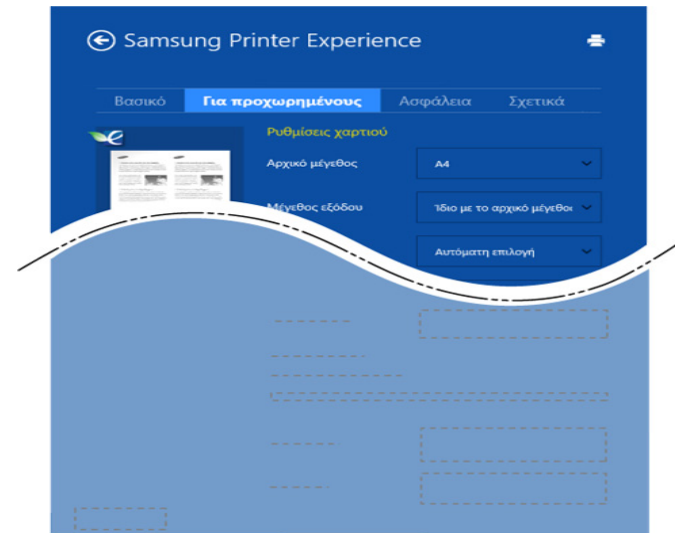 Samsung Printer Experience
Βασικό Για προχωρημένους Ασφάλεια Σχετικά
Ρυθμίσεις χαρτιού
Αρχικό μέγεθος A4
Μέγεθος εξόδου Ίδιο με το αρχικό μέγεθος
Αυτόματη επιλογή